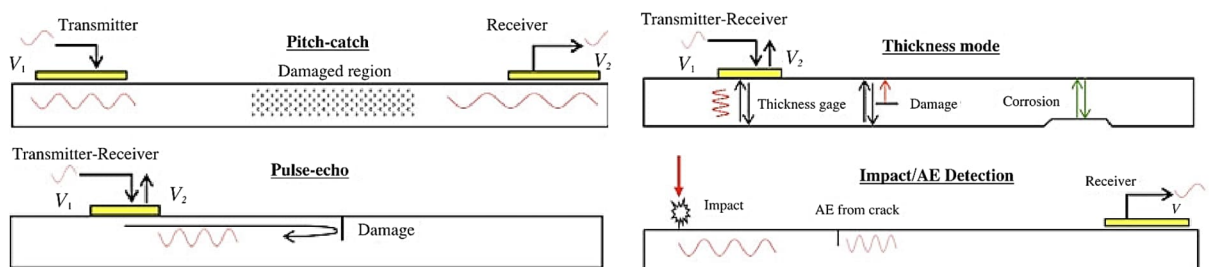 Transmitter
Receiver
Pitch-catch
V1
V2
Damaged region
Transmitter-Receiver
Pulse-echo
V1
V2
Damage
Transmitter-Receiver
Thickness mode
V1
V2
Thickness gage
Damage
Corrosion
Impact/AE Detection
Receiver
Impact
AE from crack
V